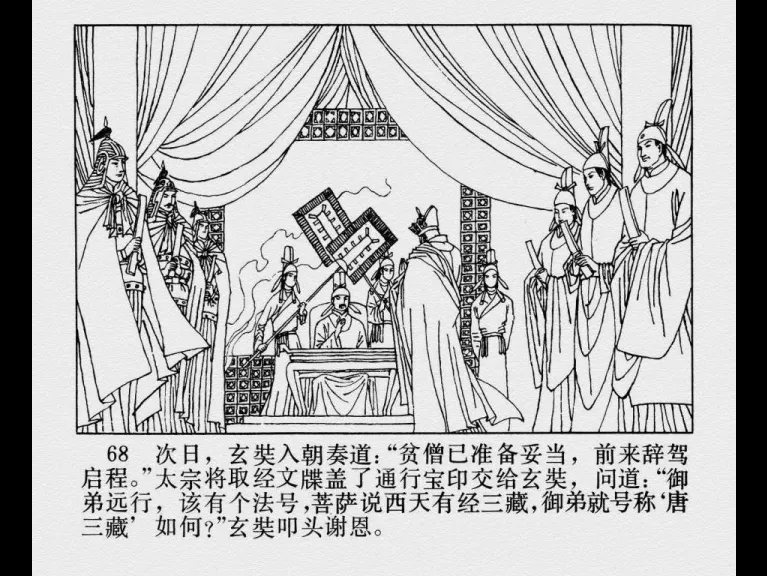 68 次日，玄奘入朝奏道：“贫僧已准备妥当，前来辞驾
启程。”太宗将取经文牒盖了通行宝印交给玄奘，问道：“御
弟远行，该有个法号，菩萨说西天有经三藏，御弟就号称‘唐
三藏’如何？”玄奘叩头谢恩。